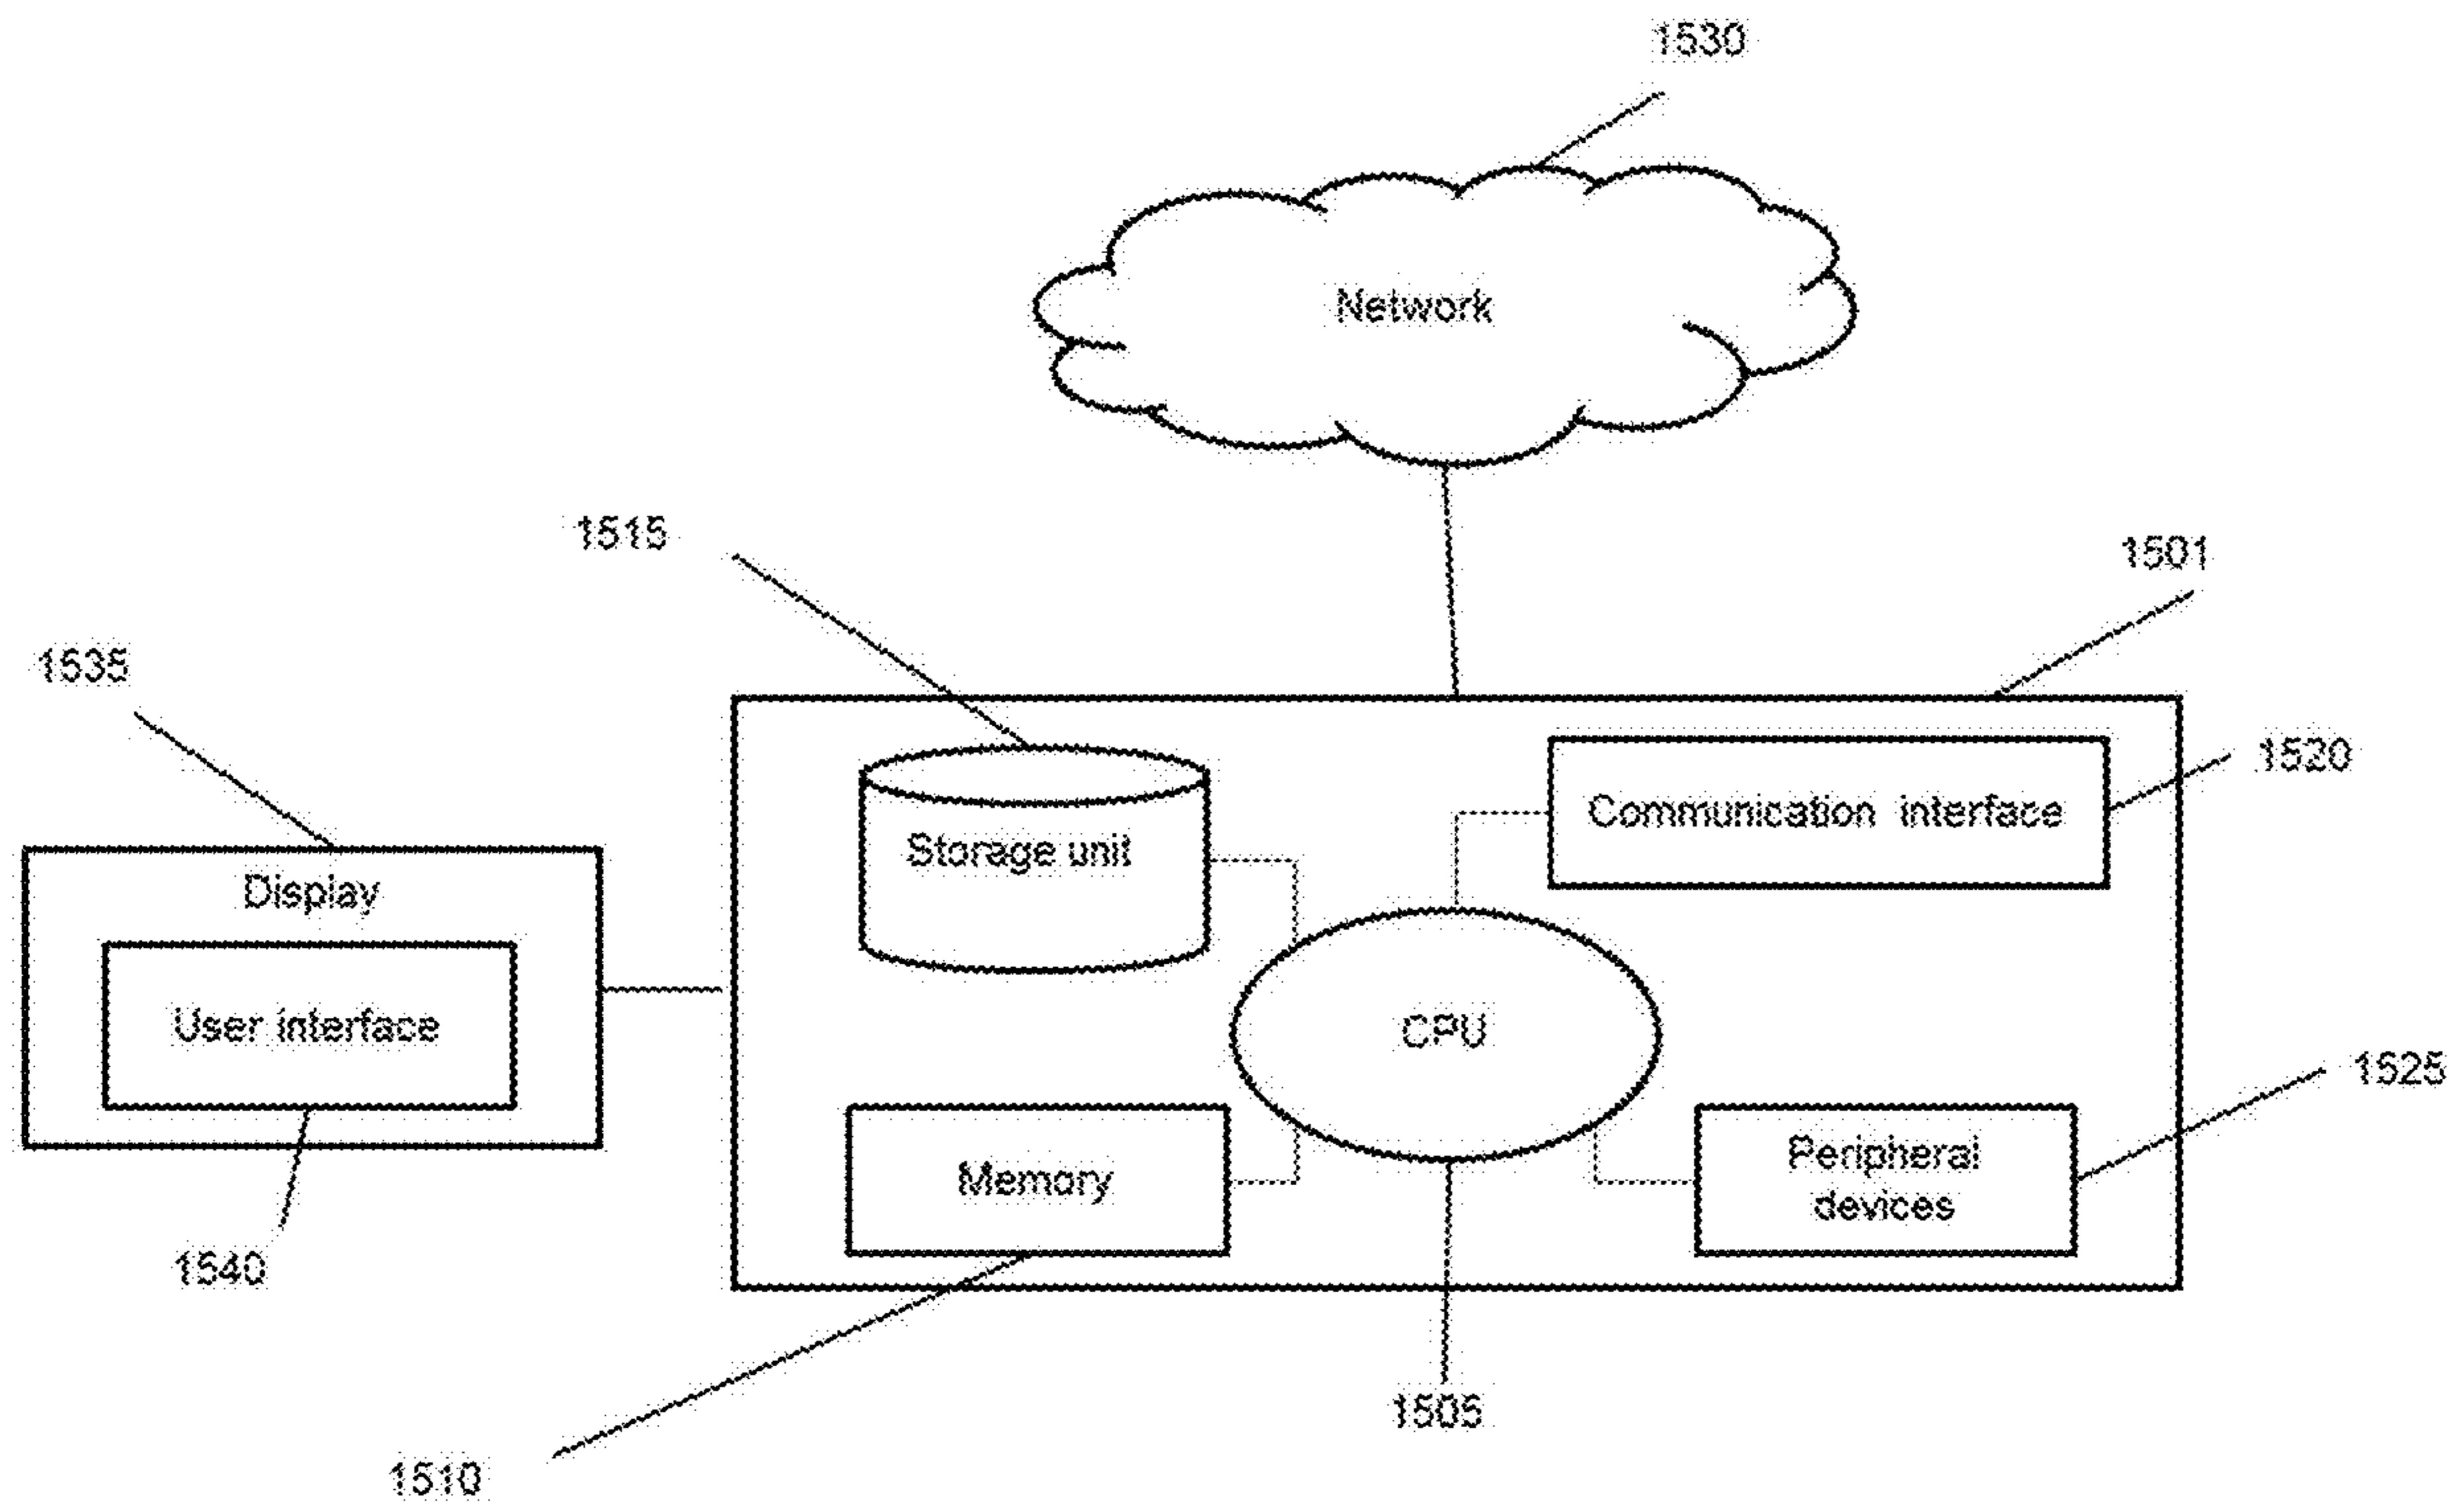 1530
Network
1515
1501
1535
1520
Communication interface
Storage unit
Display
User interface
CPU
1525
Peripheral
devices
Memory
1540
1505
1510